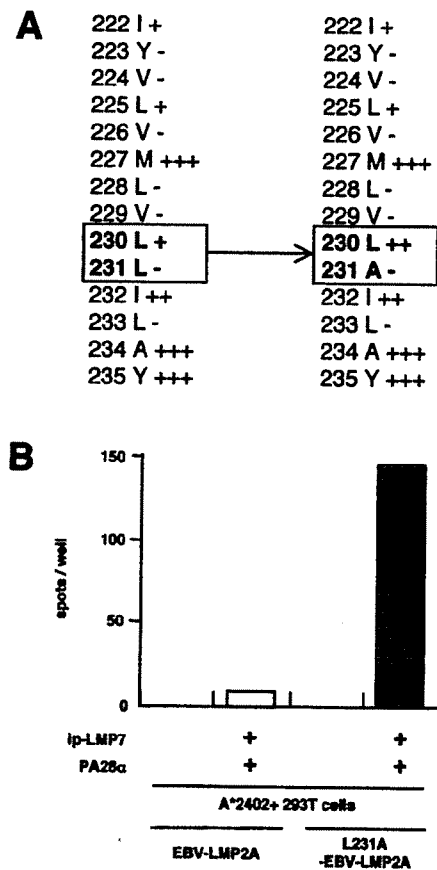 A
222 I + 222 I +
223 Y - 223 Y -
224 V - 224 V -
225 L + 225 L +
226 V - 226 V -
227 M +++ 227 M +++
228 L - 228 L -
229 V - 229 V -
230 L + 230 L ++
231 L - 231 A -
232 I ++ 232 I ++
233 L - 233 L -
234 A +++ 234 A +++
235 Y +++ 235 Y +++
B
spots / well
150
100
50
0
ip-LMP7 + +
PA28α + +
A*2402+ 293T cells
EBV-LMP2A L231A
-EBV-LMP2A